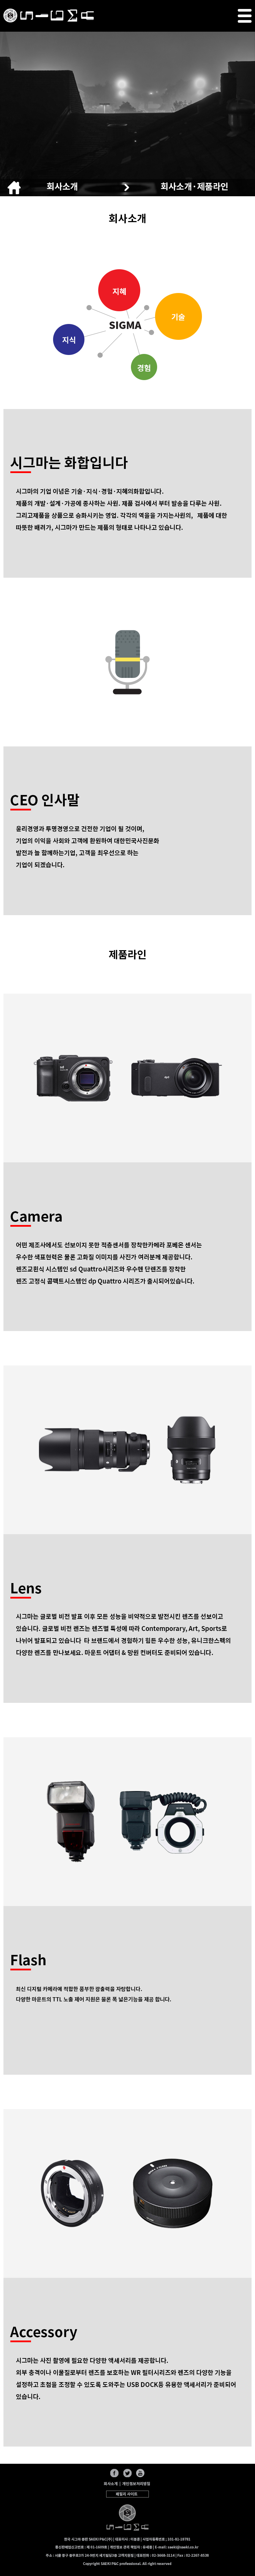 SIGMA
회사소개
회사소개·제품라인
회사소개
지혜
기술
SIGMA
지식
경험
시그마는 화합입니다
시그마의 기업 이념은 기술·지식·경험·지혜의화합입니다.
제품의 개발·설계·가공에 종사하는 사원. 제품 검사에서 부터 발송을 다루는 사원.
그리고제품을 상품으로 승화시키는 영업. 각각의 역을을 가지는사원의, 제품에 대한
따뜻한 배려가, 시그마가 만드는 제품의 형태로 나타나고 있습니다.
CEO 인사말
윤리경영과 투명경영으로 건전한 기업이 될 것이며,
기업의 이익을 사회와 고객에 환원하여 대한민국사진문화
발전과 늘 함께하는기업, 고객을 최우선으로 하는
기업이 되겠습니다.
제품라인
Camera
어떤 제조사에서도 선보이지 못한 적층센서를 장착한카메라 포베온 센서는
우수한 색표현력은 물론 고화질 이미지를 사진가 여러분께 제공합니다.
렌즈교환식 시스템인 sd Quattro시리즈와 우수핸 단렌즈를 장착한
렌즈 고정식 콤팩트시스템인 dp Quattro 시리즈가 출시되어있습니다.
Lens
시그마는 글로벌 비전 발표 이후 모든 성능을 비약적으로 발전시킨 렌즈를 선보이고
있습니다. 글로벌 비전 렌즈는 렌즈별 특성에 따라 Contemporary, Art, Sports로
나뉘어 발표되고 있습니다 타 브랜드에서 경험하기 힘든 우수한 성능, 유니크한스펙의
다양한 렌즈를 만나보세요. 마운트 어댑터 & 망원 컨버터도 준비되어 있습니다.
Flash
최신 디지털 카메라에 적합한 풍부한 광출력을 자랑합니다.
다양한 마운트의 TTL 노출 제어 지원은 물론 폭 넓은기능을 제공 합니다.
Accessory
시그마는 사진 촬영에 필요한 다양한 액세서리를 제공합니다.
외부 충격이나 이물질로부터 렌즈를 보호하는 WR 필터시리즈와 렌즈의 다양한 기능을
설정하고 초점을 조정할 수 있도록 도와주는 USB DOCK등 유용한 액세서리가 준비되어
있습니다.
회사소개 | 개인정보처리방침
패밀리 사이트
SIGMA
Copyright SAEKI P&C professional. All right reserved